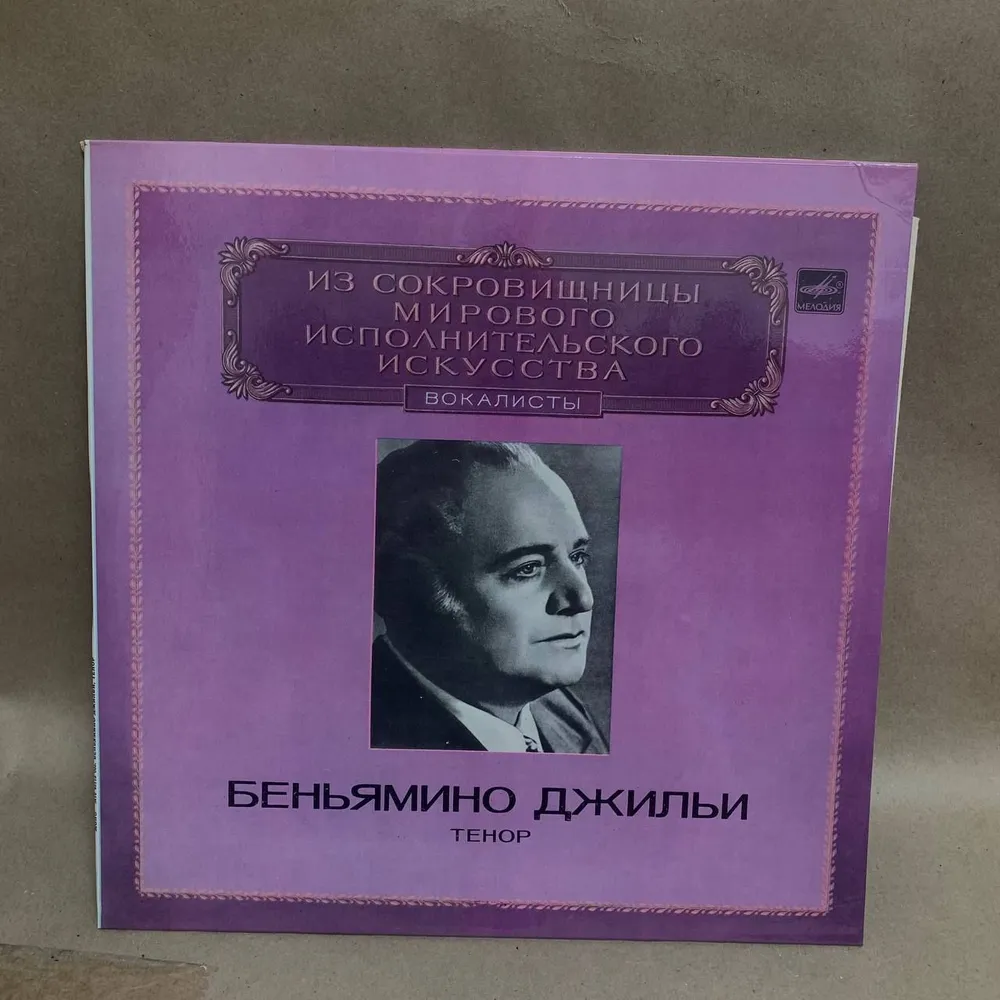 ИЗ СОКРОВИЩНИЦЫ
МИРОВОГО
ИСПОЛНИТЕЛЬСКОГО
ИСКУССТВА
ВОКАЛИСТЫ
МЕЛОДИЯ
БЕНЬЯМИНО ДЖИЛЬИ
ТЕНОР